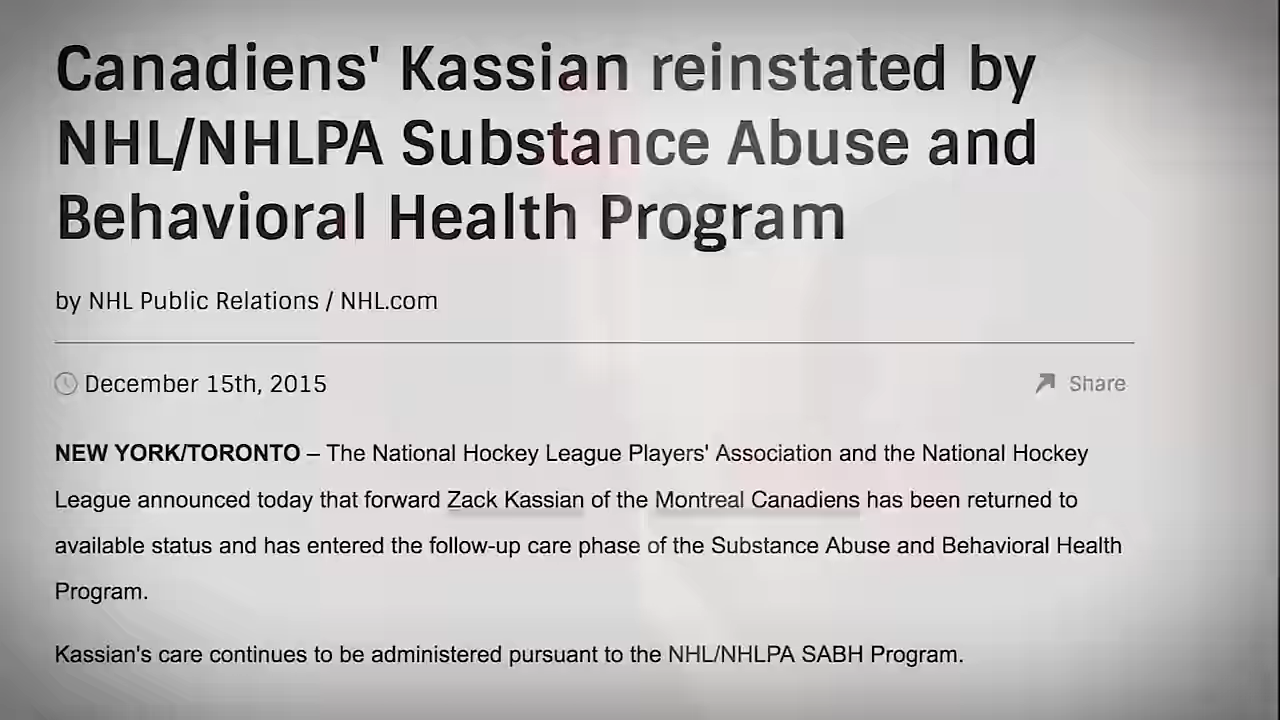 Canadiens' Kassian reinstated by
NHL/NHLPA Substance Abuse and
Behavioral Health Program
by NHL Public Relations / NHL.com
December 15th, 2015
Share
NEW YORK/TORONTO – The National Hockey League Players' Association and the National Hockey
League announced today that forward Zack Kassian of the Montreal Canadiens has been returned to
available status and has entered the follow-up care phase of the Substance Abuse and Behavioral Health
Program.
Kassian's care continues to be administered pursuant to the NHL/NHLPA SABH Program.